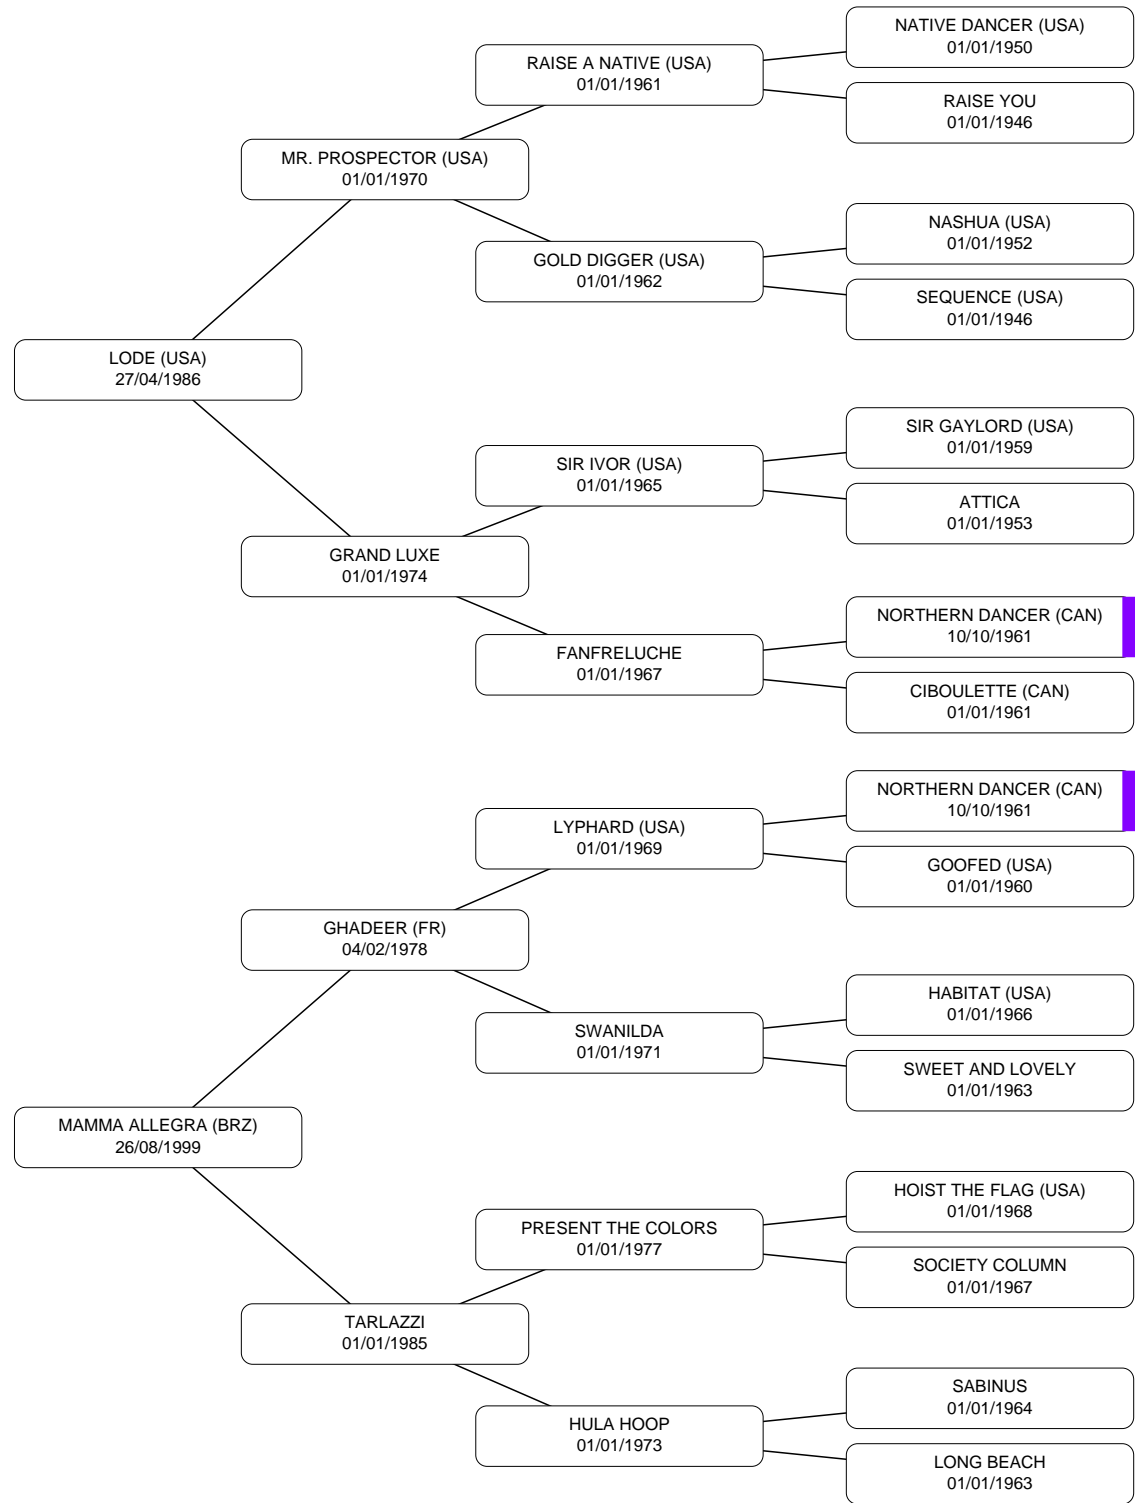 NATIVE DANCER (USA)
01/01/1950
RAISE A NATIVE (USA)
01/01/1961
RAISE YOU
01/01/1946
MR. PROSPECTOR (USA)
01/01/1970
NASHUA (USA)
01/01/1952
GOLD DIGGER (USA)
01/01/1962
SEQUENCE (USA)
01/01/1946
LODE (USA)
27/04/1986
SIR GAYLORD (USA)
01/01/1959
SIR IVOR (USA)
01/01/1965
ATTICA
01/01/1953
GRAND LUXE
01/01/1974
NORTHERN DANCER (CAN)
10/10/1961
FANFRELUCHE
01/01/1967
CIBOULETTE (CAN)
01/01/1961
NORTHERN DANCER (CAN)
10/10/1961
LYPHARD (USA)
01/01/1969
GOOFED (USA)
01/01/1960
GHADEER (FR)
04/02/1978
HABITAT (USA)
01/01/1966
SWANILDA
01/01/1971
SWEET AND LOVELY
01/01/1963
MAMMA ALLEGRA (BRZ)
26/08/1999
HOIST THE FLAG (USA)
01/01/1968
PRESENT THE COLORS
01/01/1977
SOCIETY COLUMN
01/01/1967
TARLAZZI
01/01/1985
SABINUS
01/01/1964
HULA HOOP
01/01/1973
LONG BEACH
01/01/1963